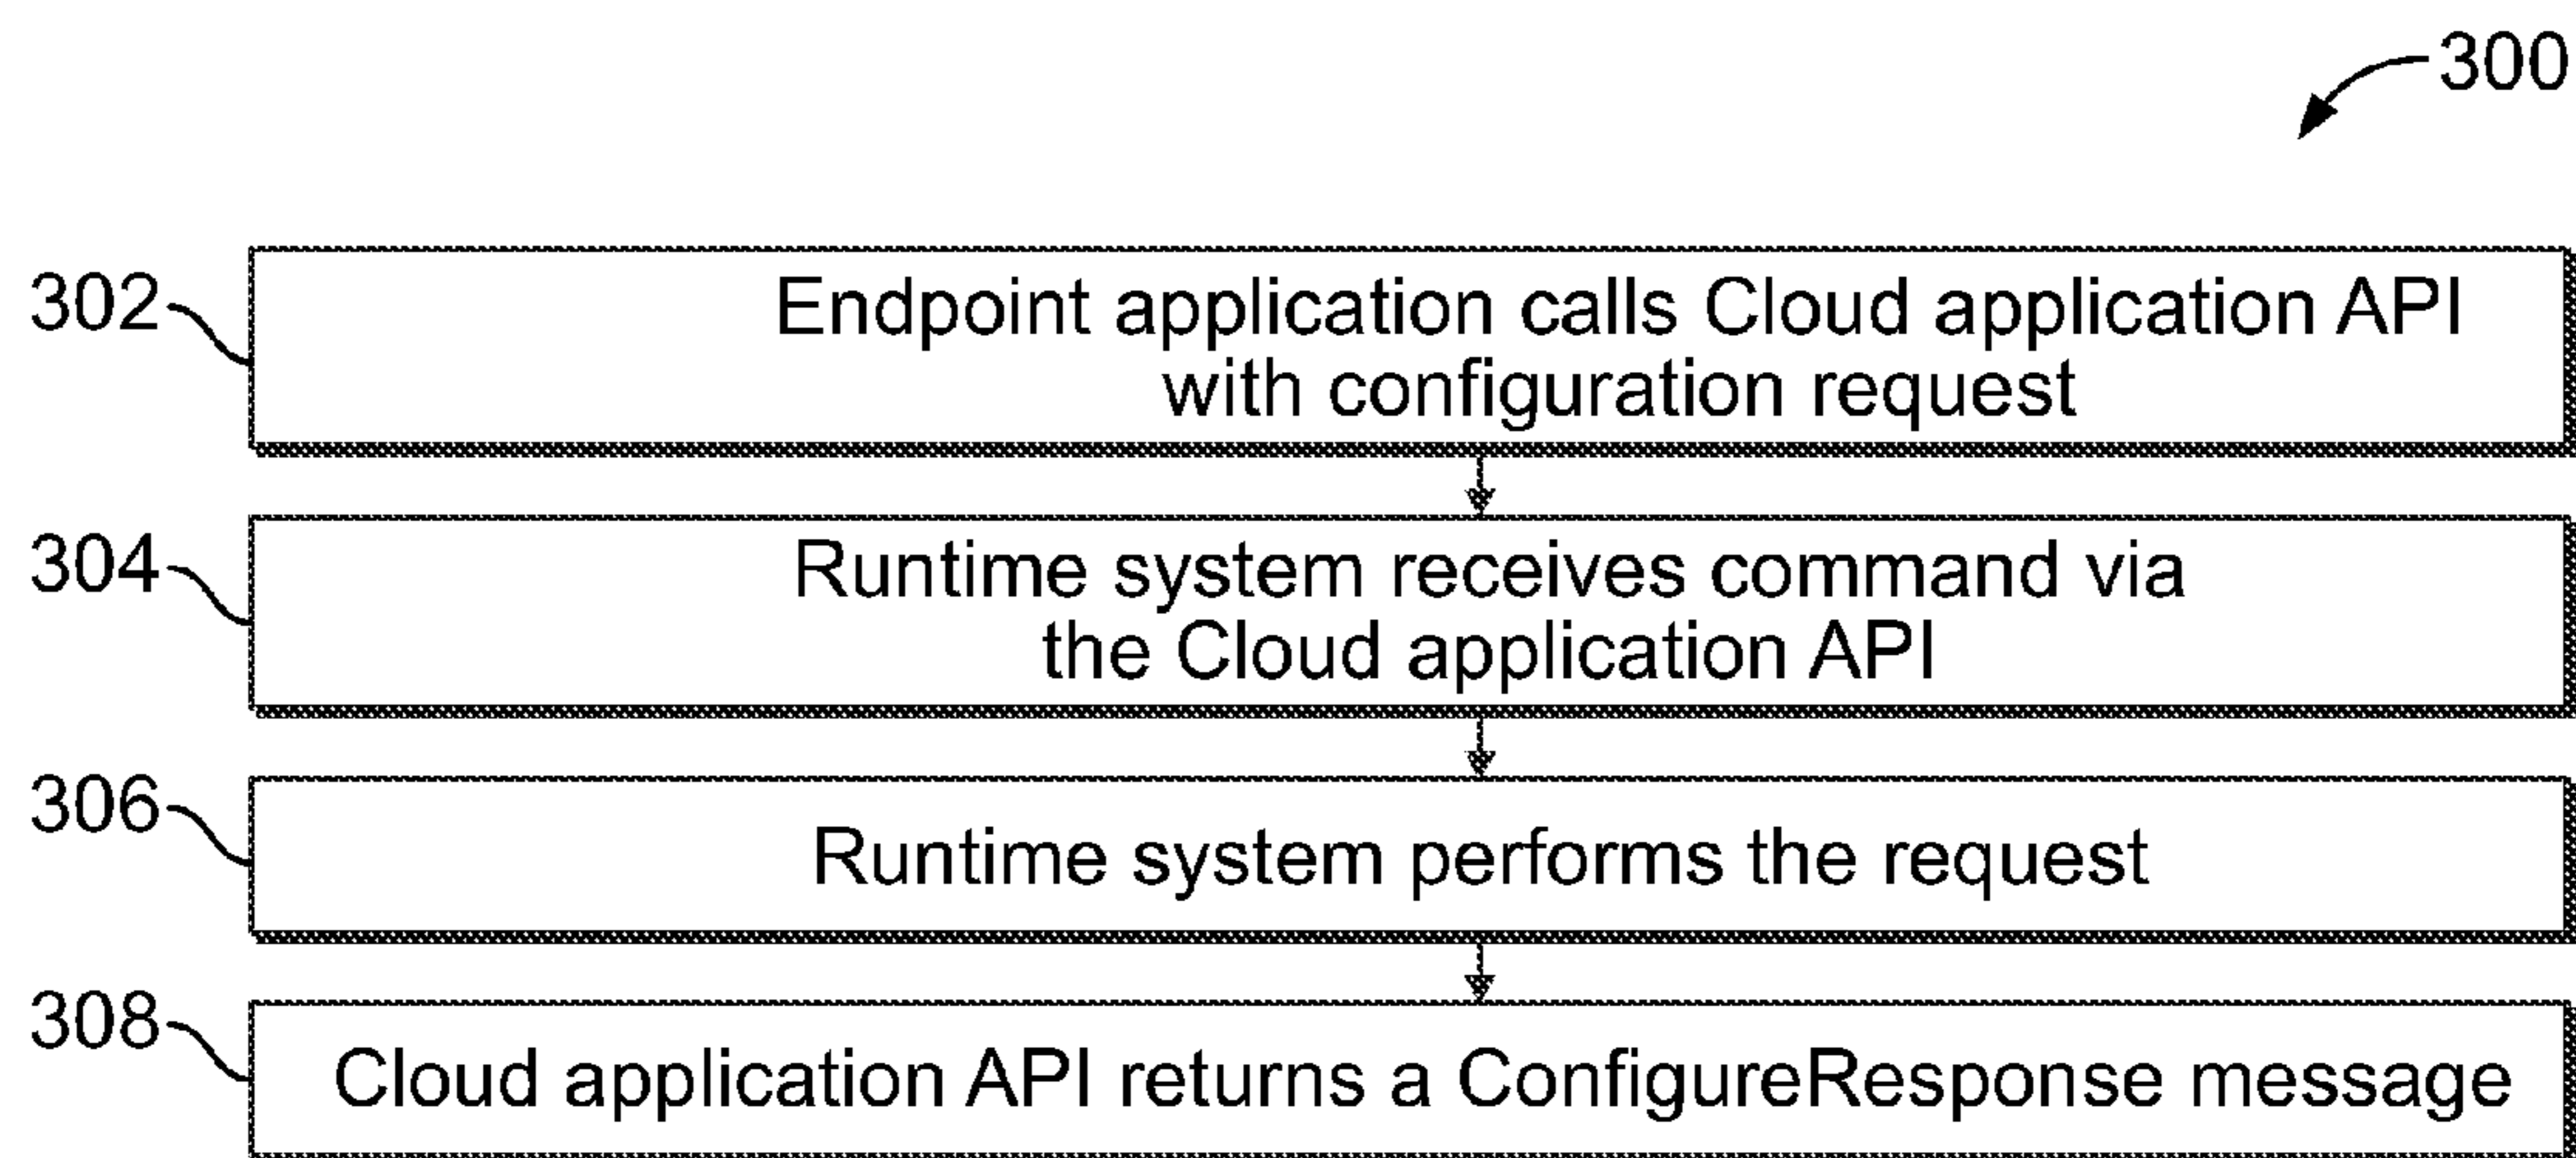 300
302
Endpoint application calls Cloud application API
with configuration request
304
Runtime system receives command via
the Cloud application API
306
Runtime system performs the request
308
Cloud application API returns a ConfigureResponse message